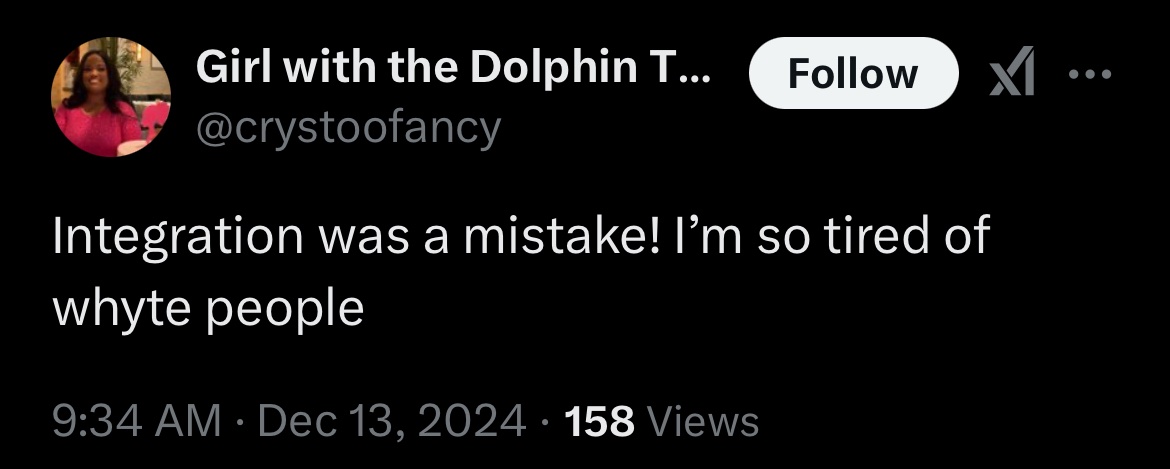 Girl with the Dolphin T...
Follow
@crystoofancy
Integration was a mistake! I’m so tired of
whyte people
9:34 AM · Dec 13, 2024 · 158 Views